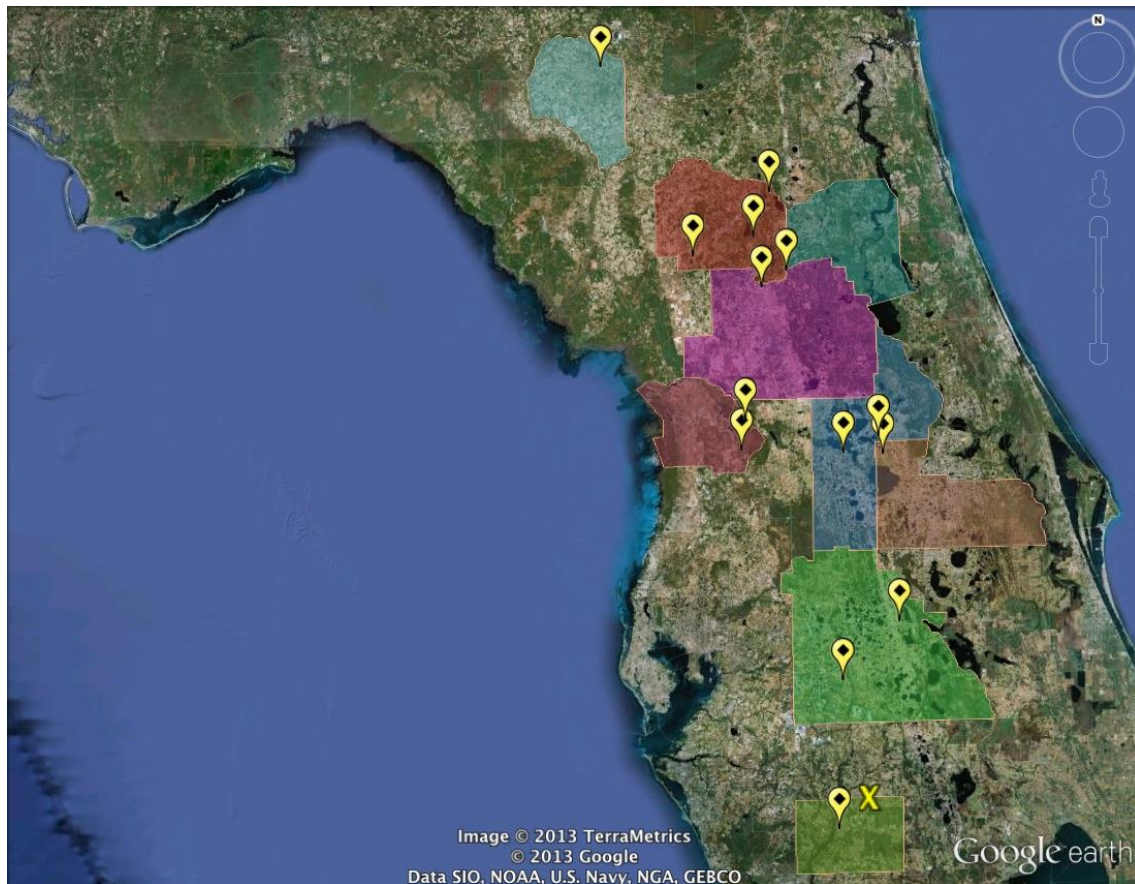 N
X
Image © 2013 TerraMetrics
© 2013 Google
Data SIO, NOAA, U.S. Navy, NGA, GEBCO
Google earth